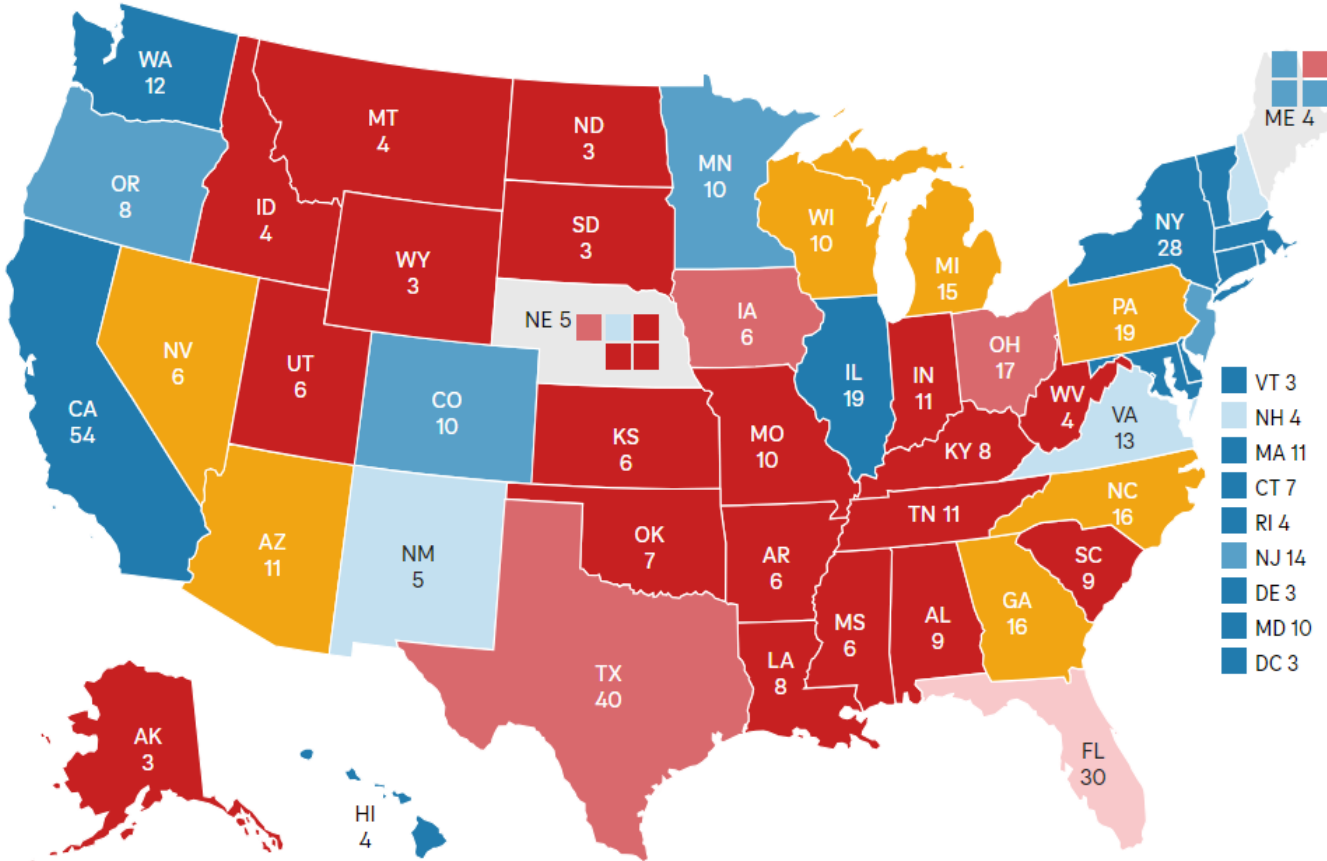 WA
12
OR
8
CA
54
NV
6
ID
4
MT
4
WY
3
UT
6
AZ
11
CO
10
NM
5
ND
3
SD
3
NE 5
KS
6
OK
7
TX
40
MN
10
IA
6
MO
10
AR
6
LA
8
WI
10
IL
19
MI
15
IN
11
OH
17
KY 8
TN 11
MS
6
AL
9
GA
16
FL
30
SC
9
NC
16
VA
13
WV
4
PA
19
NY
28
ME 4
VT 3
NH 4
MA 11
CT 7
RI 4
NJ 14
DE 3
MD 10
DC 3
AK
3
HI
4